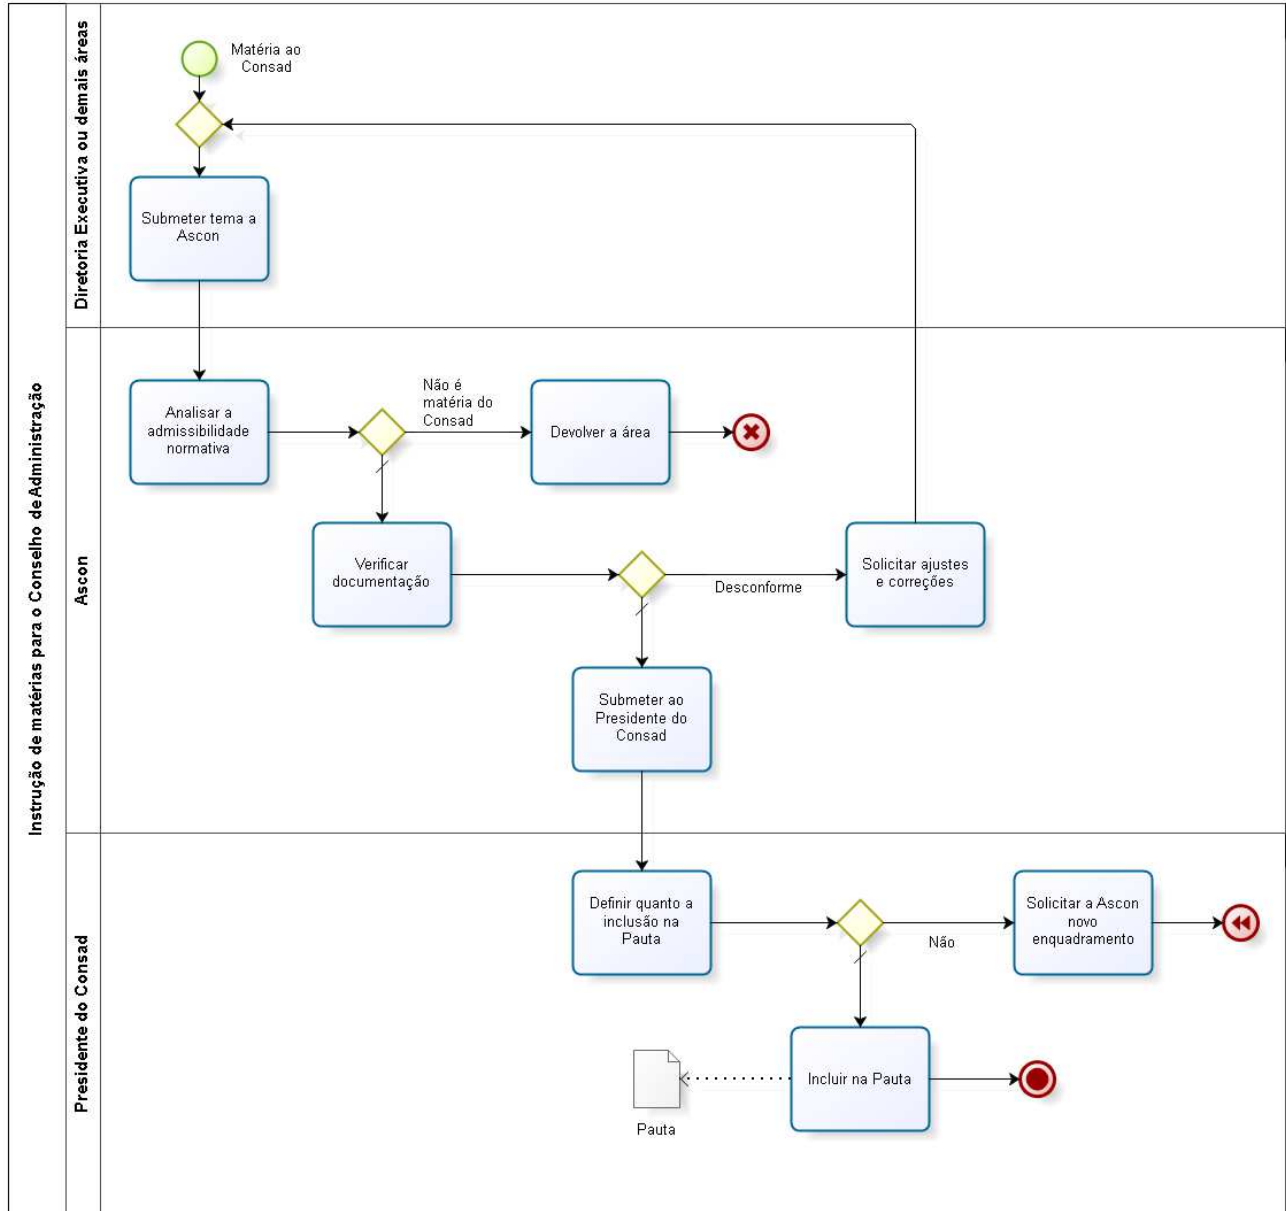 Instrução de matérias para o Conselho de Administração
Diretoria Executiva ou demais áreas
Matéria ao
Consad
Submeter tema a
Ascon
Ascon
Analisar a
admissibilidade
normativa
Não é
matéria do
Consad
Devolver a área
Verificar
documentação
Desconforme
Solicitar ajustes
e correções
Submeter ao
Presidente do
Consad
Presidente do Consad
Definir quanto a
inclusão na
Pauta
Não
Solicitar a Ascon
novo
enquadramento
Incluir na Pauta
Pauta